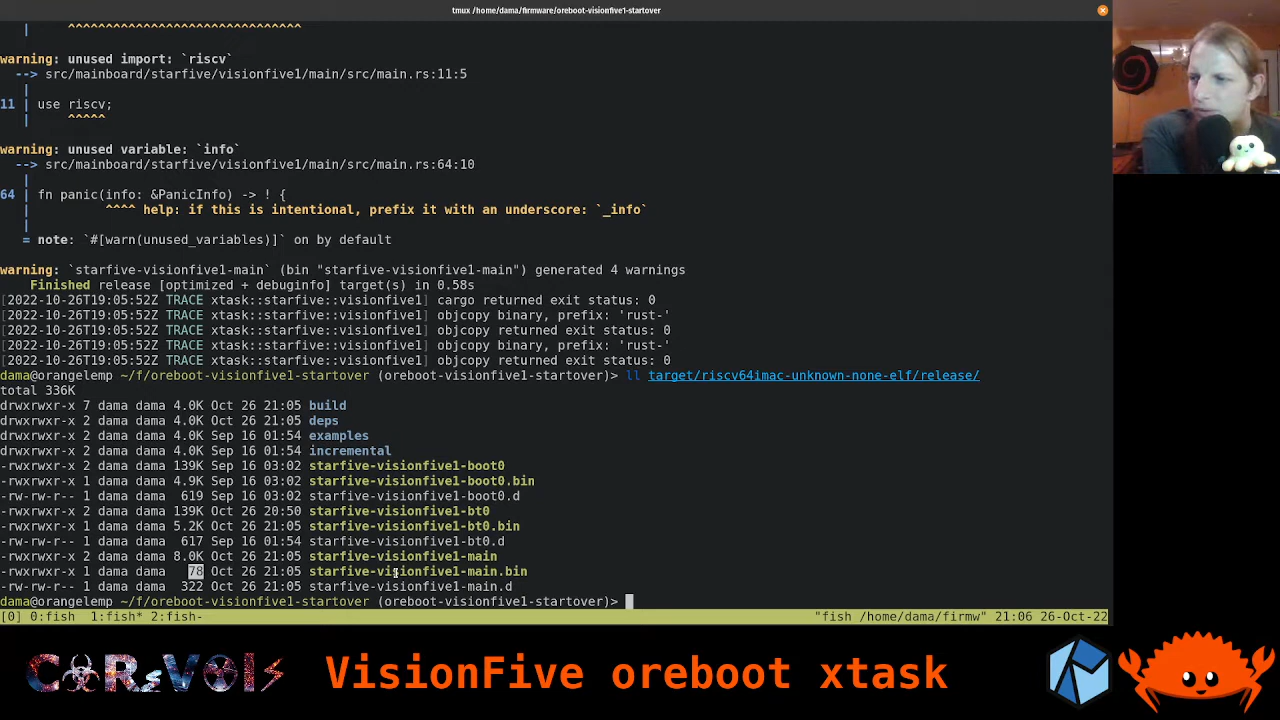 tmux /home/dama/firmware/oreboot-visionfive1-startover
| ^^^^^^^^^^^^^^^^^^^^^^^^^^^^^^
warning: unused import: `riscv`
--> src/mainboard/starfive/visionfive1/main/src/main.rs:11:5
|
11 | use riscv;
| ^^^^^
warning: unused variable: `info`
--> src/mainboard/starfive/visionfive1/main/src/main.rs:64:10
|
64 | fn panic(info: &PanicInfo) -> ! {
| ^^^^ help: if this is intentional, prefix it with an underscore: `_info`
|
= note: `#[warn(unused_variables)]` on by default
warning: `starfive-visionfive1-main` (bin "starfive-visionfive1-main") generated 4 warnings
Finished release [optimized + debuginfo] target(s) in 0.58s
[2022-10-26T19:05:52Z TRACE xtask::starfive::visionfive1] cargo returned exit status: 0
[2022-10-26T19:05:52Z TRACE xtask::starfive::visionfive1] objcopy binary, prefix: 'rust-'
[2022-10-26T19:05:52Z TRACE xtask::starfive::visionfive1] objcopy returned exit status: 0
[2022-10-26T19:05:52Z TRACE xtask::starfive::visionfive1] objcopy binary, prefix: 'rust-'
[2022-10-26T19:05:52Z TRACE xtask::starfive::visionfive1] objcopy returned exit status: 0
dama@orangelemp ~/f/oreboot-visionfive1-startover (oreboot-visionfive1-startover)> ll target/riscv64imac-unknown-none-elf/release/
total 336K
drwxrwxr-x 7 dama dama 4.0K Oct 26 21:05 build
drwxrwxr-x 2 dama dama 4.0K Oct 26 21:05 deps
drwxrwxr-x 2 dama dama 4.0K Sep 16 01:54 examples
drwxrwxr-x 2 dama dama 4.0K Sep 16 01:54 incremental
-rwxrwxr-x 2 dama dama 139K Sep 16 03:02 starfive-visionfive1-boot0
-rwxrwxr-x 1 dama dama 4.9K Sep 16 03:02 starfive-visionfive1-boot0.bin
-rw-rw-r-- 1 dama dama 619 Sep 16 03:02 starfive-visionfive1-boot0.d
-rwxrwxr-x 2 dama dama 139K Oct 26 20:50 starfive-visionfive1-bt0
-rwxrwxr-x 1 dama dama 5.2K Oct 26 21:05 starfive-visionfive1-bt0.bin
-rw-rw-r-- 1 dama dama 617 Sep 16 01:54 starfive-visionfive1-bt0.d
-rwxrwxr-x 2 dama dama 8.0K Oct 26 21:05 starfive-visionfive1-main
-rwxrwxr-x 1 dama dama 78 Oct 26 21:05 starfive-visionfive1-main.bin
-rw-rw-r-- 1 dama dama 322 Oct 26 21:05 starfive-visionfive1-main.d
dama@orangelemp ~/f/oreboot-visionfive1-startover (oreboot-visionfive1-startover)>
[0] 0:fish 1:fish* 2:fish- "fish /home/dama/firmw" 21:06 26-Oct-22
VisionFive oreboot xtask